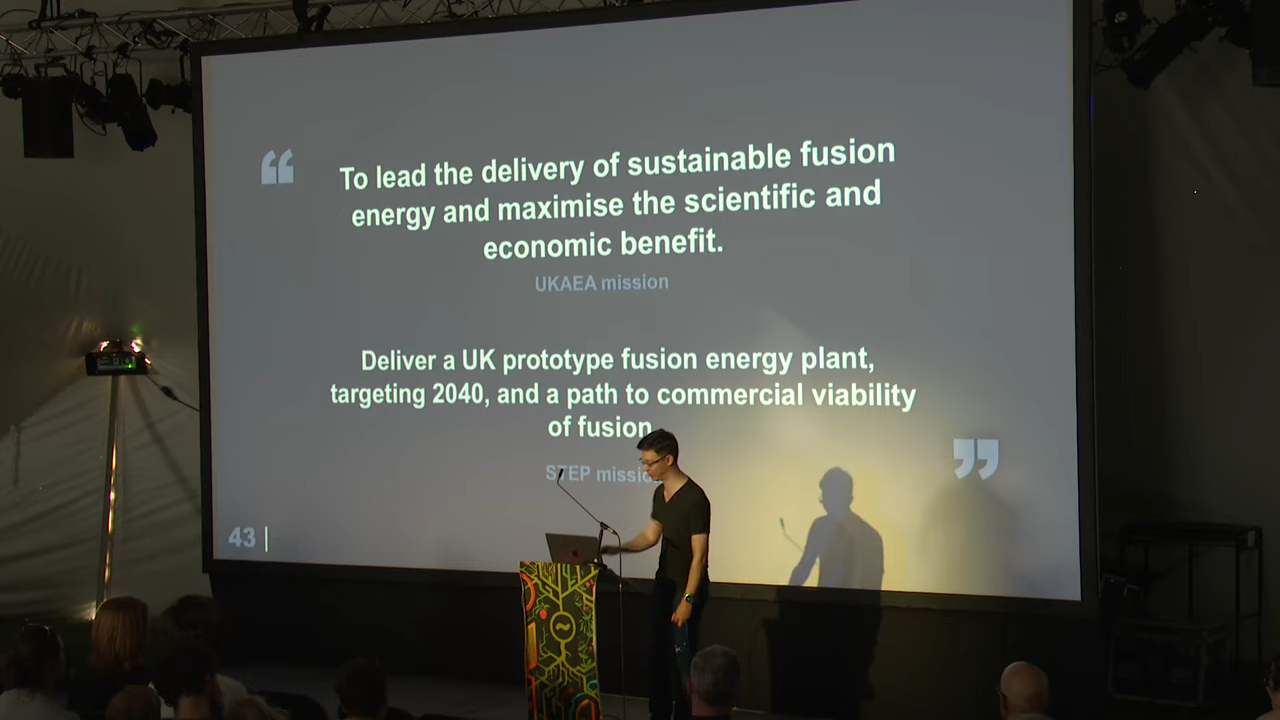 “
To lead the delivery of sustainable fusion
energy and maximise the scientific and
economic benefit.
UKAEA mission
Deliver a UK prototype fusion energy plant,
targeting 2040, and a path to commercial viability
of fusion
STEP missio
”
43 |